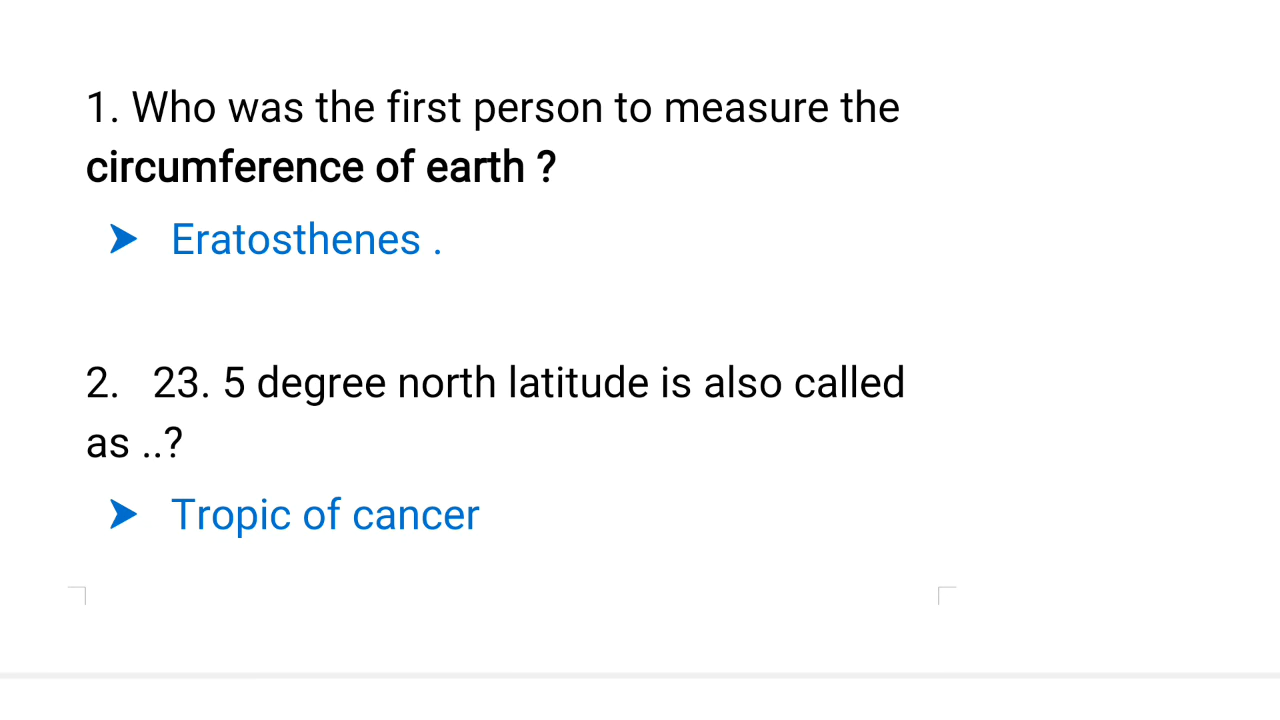 1. Who was the first person to measure the
circumference of earth ?
➤ Eratosthenes .
2. 23. 5 degree north latitude is also called
as ..?
➤ Tropic of cancer